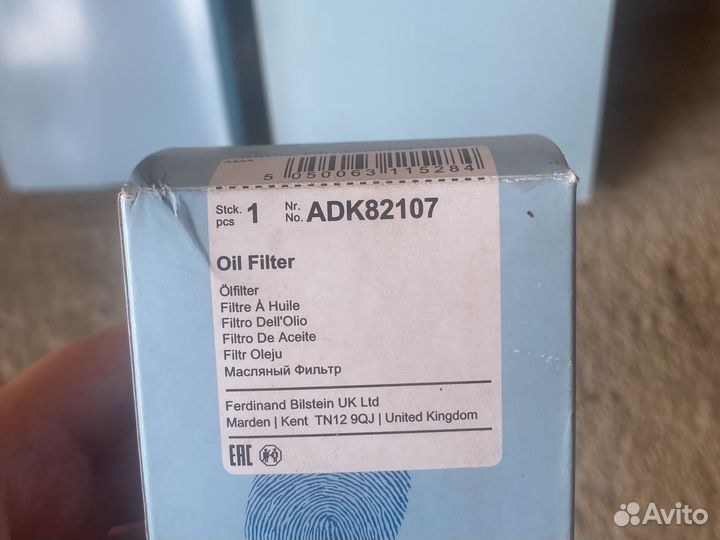 5 050063 115284
Stck. pcs 1 Nr. No. ADK82107
Oil Filter
Ölfilter
Filtre À Huile
Filtro Dell'Olio
Filtro De Aceite
Filtr Oleju
Масляный Фильтр
Ferdinand Bilstein UK Ltd
Marden | Kent TN12 9QJ | United Kingdom
EAC
Avito